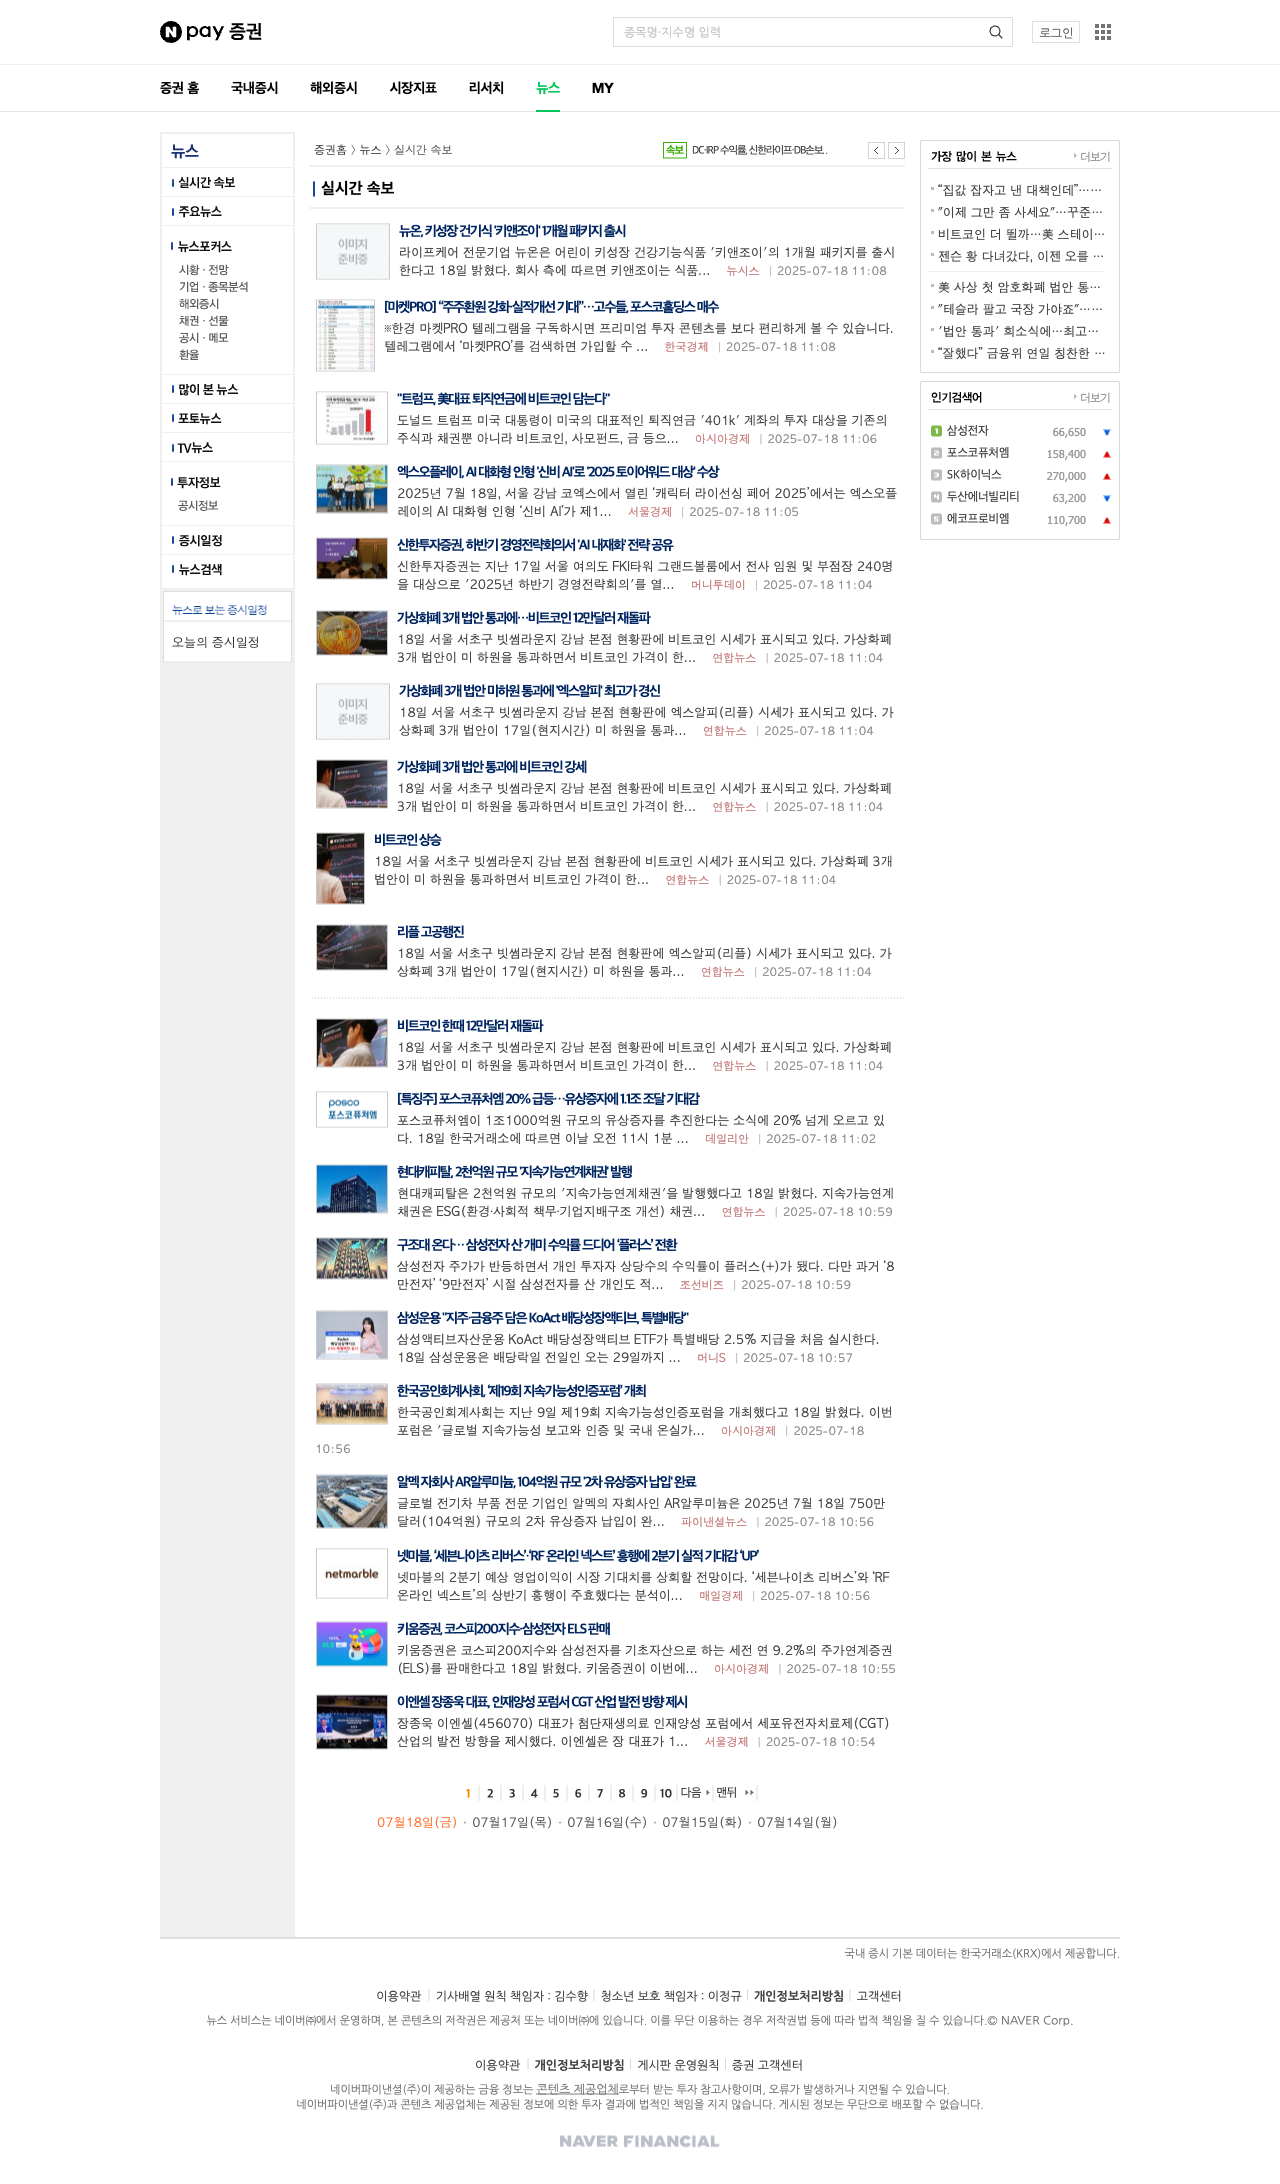 N pay 증권
종목명·지수명 입력
로그인
증권 홈 국내증시 해외증시 시장지표 리서치 뉴스 MY
뉴스
실시간 속보
주요뉴스
뉴스포커스
시황·전망
기업·종목분석
해외증시
채권·선물
공시·메모
환율
많이 본 뉴스
포토뉴스
TV뉴스
투자정보
공시정보
증시일정
뉴스검색
뉴스로 보는 증시일정
오늘의 증시일정
증권홈 > 뉴스 > 실시간 속보
속보 DC·IRP 수익률, 신한라이프·DB손보..
실시간 속보
이미지
준비중
뉴온, 키성장 건기식 '키앤조이' 1개월 패키지 출시
라이프케어 전문기업 뉴온은 어린이 키성장 건강기능식품 '키앤조이'의 1개월 패키지를 출시
한다고 18일 밝혔다. 회사 측에 따르면 키앤조이는 식품... 뉴시스 | 2025-07-18 11:08
[마켓PRO] “주주환원 강화·실적개선 기대”…고수들, 포스코홀딩스 매수
※한경 마켓PRO 텔레그램을 구독하시면 프리미엄 투자 콘텐츠를 보다 편리하게 볼 수 있습니다.
텔레그램에서 ‘마켓PRO’를 검색하면 가입할 수 ... 한국경제 | 2025-07-18 11:08
"트럼프, 美대표 퇴직연금에 비트코인 담는다"
도널드 트럼프 미국 대통령이 미국의 대표적인 퇴직연금 '401k' 계좌의 투자 대상을 기존의
주식과 채권뿐 아니라 비트코인, 사모펀드, 금 등으... 아시아경제 | 2025-07-18 11:06
엑스오플레이, AI 대화형 인형 '신비 AI'로 '2025 토이어워드 대상' 수상
2025년 7월 18일, 서울 강남 코엑스에서 열린 ‘캐릭터 라이선싱 페어 2025’에서는 엑스오플
레이의 AI 대화형 인형 ‘신비 AI’가 제1... 서울경제 | 2025-07-18 11:05
신한투자증권, 하반기 경영전략회의서 'AI 내재화' 전략 공유
신한투자증권는 지난 17일 서울 여의도 FKI타워 그랜드볼룸에서 전사 임원 및 부점장 240명
을 대상으로 '2025년 하반기 경영전략회의'를 열... 머니투데이 | 2025-07-18 11:04
가상화폐 3개 법안 통과에…비트코인 12만달러 재돌파
18일 서울 서초구 빗썸라운지 강남 본점 현황판에 비트코인 시세가 표시되고 있다. 가상화폐
3개 법안이 미 하원을 통과하면서 비트코인 가격이 한... 연합뉴스 | 2025-07-18 11:04
이미지
준비중
가상화폐 3개 법안 미하원 통과에 '엑스알피' 최고가 경신
18일 서울 서초구 빗썸라운지 강남 본점 현황판에 엑스알피(리플) 시세가 표시되고 있다. 가
상화폐 3개 법안이 17일(현지시간) 미 하원을 통과... 연합뉴스 | 2025-07-18 11:04
가상화폐 3개 법안 통과에 비트코인 강세
18일 서울 서초구 빗썸라운지 강남 본점 현황판에 비트코인 시세가 표시되고 있다. 가상화폐
3개 법안이 미 하원을 통과하면서 비트코인 가격이 한... 연합뉴스 | 2025-07-18 11:04
비트코인 상승
18일 서울 서초구 빗썸라운지 강남 본점 현황판에 비트코인 시세가 표시되고 있다. 가상화폐 3개
법안이 미 하원을 통과하면서 비트코인 가격이 한... 연합뉴스 | 2025-07-18 11:04
리플 고공행진
18일 서울 서초구 빗썸라운지 강남 본점 현황판에 엑스알피(리플) 시세가 표시되고 있다. 가
상화폐 3개 법안이 17일(현지시간) 미 하원을 통과... 연합뉴스 | 2025-07-18 11:04
비트코인 한때 12만달러 재돌파
18일 서울 서초구 빗썸라운지 강남 본점 현황판에 비트코인 시세가 표시되고 있다. 가상화폐
3개 법안이 미 하원을 통과하면서 비트코인 가격이 한... 연합뉴스 | 2025-07-18 11:04
posco
포스코퓨처엠
[특징주] 포스코퓨처엠 20% 급등…유상증자에 1.1조 조달 기대감
포스코퓨처엠이 1조1000억원 규모의 유상증자를 추진한다는 소식에 20% 넘게 오르고 있
다. 18일 한국거래소에 따르면 이날 오전 11시 1분 ... 데일리안 | 2025-07-18 11:02
현대캐피탈, 2천억원 규모 '지속가능연계채권' 발행
현대캐피탈은 2천억원 규모의 '지속가능연계채권'을 발행했다고 18일 밝혔다. 지속가능연계
채권은 ESG(환경·사회적 책무·기업지배구조 개선) 채권... 연합뉴스 | 2025-07-18 10:59
구조대 온다… 삼성전자 산 개미 수익률 드디어 ‘플러스’ 전환
삼성전자 주가가 반등하면서 개인 투자자 상당수의 수익률이 플러스(+)가 됐다. 다만 과거 ‘8
만전자’ ‘9만전자’ 시절 삼성전자를 산 개인도 적... 조선비즈 | 2025-07-18 10:59
삼성운용 "지주·금융주 담은 KoAct 배당성장액티브, 특별배당"
삼성액티브자산운용 KoAct 배당성장액티브 ETF가 특별배당 2.5% 지급을 처음 실시한다.
18일 삼성운용은 배당락일 전일인 오는 29일까지 ... 머니S | 2025-07-18 10:57
한국공인회계사회, ‘제19회 지속가능성인증포럼’ 개최
한국공인회계사회는 지난 9일 제19회 지속가능성인증포럼을 개최했다고 18일 밝혔다. 이번
포럼은 '글로벌 지속가능성 보고와 인증 및 국내 온실가... 아시아경제 | 2025-07-18
10:56
알멕 자회사 AR알루미늄, 104억원 규모 '2차 유상증자 납입' 완료
글로벌 전기차 부품 전문 기업인 알멕의 자회사인 AR알루미늄은 2025년 7월 18일 750만
달러(104억원) 규모의 2차 유상증자 납입이 완... 파이낸셜뉴스 | 2025-07-18 10:56
netmarble
넷마블, ‘세븐나이츠 리버스’·‘RF 온라인 넥스트’ 흥행에 2분기 실적 기대감 ‘UP’
넷마블의 2분기 예상 영업이익이 시장 기대치를 상회할 전망이다. ‘세븐나이츠 리버스’와 ‘RF
온라인 넥스트’의 상반기 흥행이 주효했다는 분석이... 매일경제 | 2025-07-18 10:56
키움증권, 코스피200지수·삼성전자 ELS 판매
키움증권은 코스피200지수와 삼성전자를 기초자산으로 하는 세전 연 9.2%의 주가연계증권
(ELS)를 판매한다고 18일 밝혔다. 키움증권이 이번에... 아시아경제 | 2025-07-18 10:55
이엔셀 장종욱 대표, 인재양성 포럼서 CGT 산업 발전 방향 제시
장종욱 이엔셀(456070) 대표가 첨단재생의료 인재양성 포럼에서 세포유전자치료제(CGT)
산업의 발전 방향을 제시했다. 이엔셀은 장 대표가 1... 서울경제 | 2025-07-18 10:54
1 2 3 4 5 6 7 8 9 10 다음 맨뒤
07월18일(금) · 07월17일(목) · 07월16일(수) · 07월15일(화) · 07월14일(월)
가장 많이 본 뉴스 더보기
“집값 잡자고 낸 대책인데”……
"이제 그만 좀 사세요"…꾸준…
비트코인 더 뛸까…美 스테이…
젠슨 황 다녀갔다, 이젠 오를 …
美 사상 첫 암호화폐 법안 통…
"테슬라 팔고 국장 가야죠"……
'법안 통과' 희소식에…최고…
“잘했다” 금융위 연일 칭찬한 …
인기검색어 더보기
1 삼성전자 66,650 ▼
2 포스코퓨처엠 158,400 ▲
3 SK하이닉스 270,000 ▲
4 두산에너빌리티 63,200 ▼
5 에코프로비엠 110,700 ▲
국내 증시 기본 데이터는 한국거래소(KRX)에서 제공합니다.
이용약관 | 기사배열 원칙 책임자 : 김수향 | 청소년 보호 책임자 : 이정규 | 개인정보처리방침 | 고객센터
뉴스 서비스는 네이버㈜에서 운영하며, 본 콘텐츠의 저작권은 제공처 또는 네이버㈜에 있습니다. 이를 무단 이용하는 경우 저작권법 등에 따라 법적 책임을 질 수 있습니다.© NAVER Corp.
이용약관 | 개인정보처리방침 | 게시판 운영원칙 | 증권 고객센터
네이버파이낸셜(주)이 제공하는 금융 정보는 콘텐츠 제공업체로부터 받는 투자 참고사항이며, 오류가 발생하거나 지연될 수 있습니다.
네이버파이낸셜(주)과 콘텐츠 제공업체는 제공된 정보에 의한 투자 결과에 법적인 책임을 지지 않습니다. 게시된 정보는 무단으로 배포할 수 없습니다.
NAVER FINANCIAL